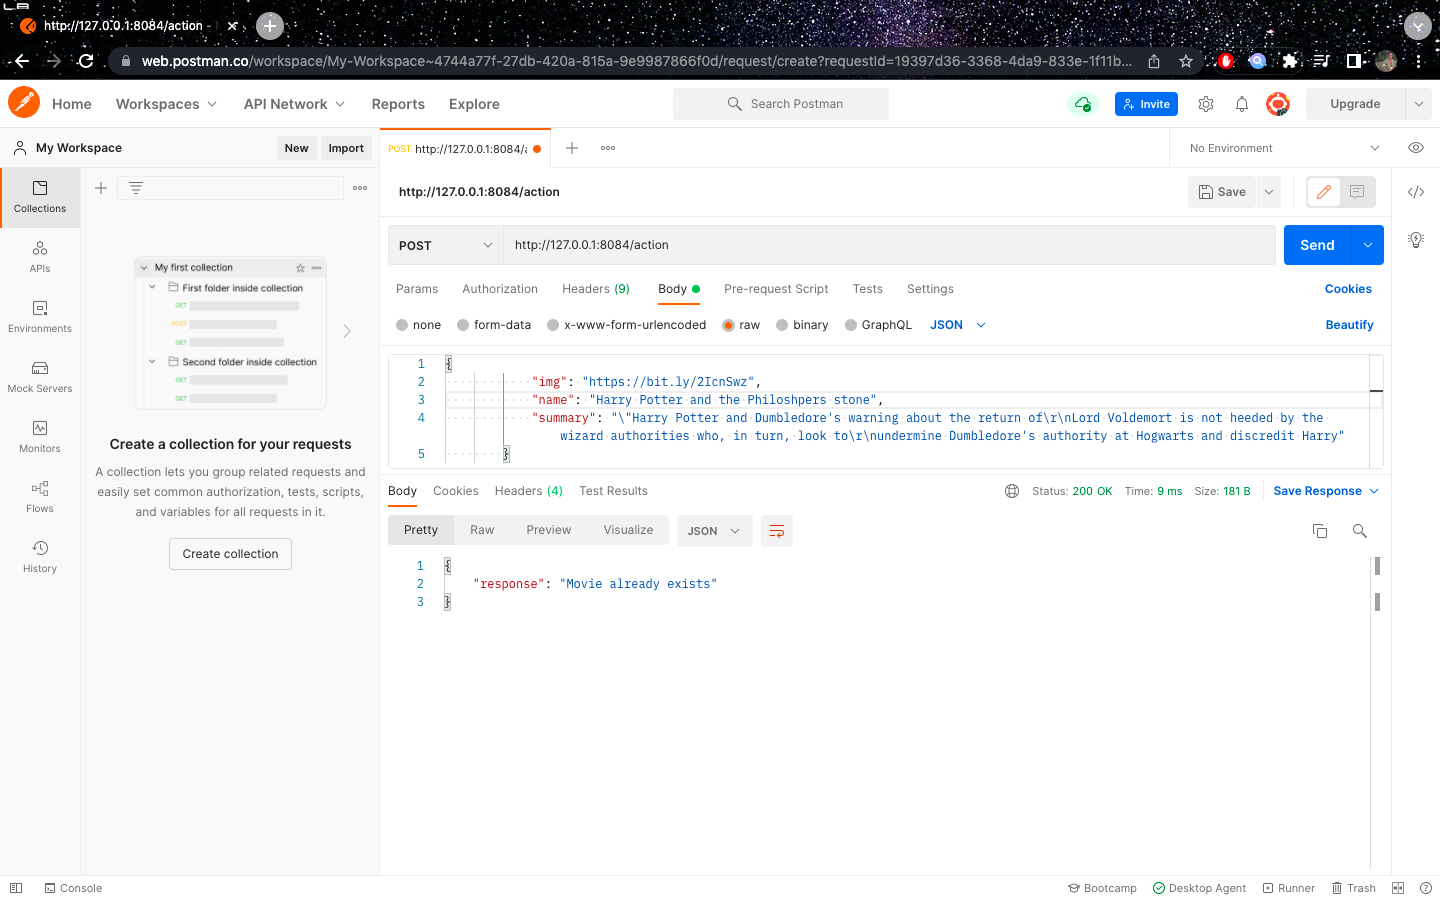 http://127.0.0.1:8084/action -
web.postman.co/workspace/My-Workspace~4744a77f-27db-420a-815a-9e9987866f0d/request/create?requestId=19397d36-3368-4da9-833e-1f11b...
Home Workspaces API Network Reports Explore Search Postman Invite Upgrade
My Workspace New Import POST http://127.0.0.1:8084/a No Environment
Collections
APIs
Environments
Mock Servers
Monitors
Flows
History
My first collection
First folder inside collection
GET
POST
GET
Second folder inside collection
GET
GET
Create a collection for your requests
A collection lets you group related requests and
easily set common authorization, tests, scripts,
and variables for all requests in it.
Create collection
http://127.0.0.1:8084/action Save
POST http://127.0.0.1:8084/action Send
Params Authorization Headers (9) Body Pre-request Script Tests Settings Cookies
none form-data x-www-form-urlencoded raw binary GraphQL JSON Beautify
1 {
2 "img": "https://bit.ly/2IcnSwz",
3 "name": "Harry Potter and the Philoshpers stone",
4 "summary": "\"Harry Potter and Dumbledore's warning about the return of\r\nLord Voldemort is not heeded by the
wizard authorities who, in turn, look to\r\nundermine Dumbledore's authority at Hogwarts and discredit Harry"
5 }
Body Cookies Headers (4) Test Results Status: 200 OK Time: 9 ms Size: 181 B Save Response
Pretty Raw Preview Visualize JSON
1 {
2 "response": "Movie already exists"
3 }
Console Bootcamp Desktop Agent Runner Trash